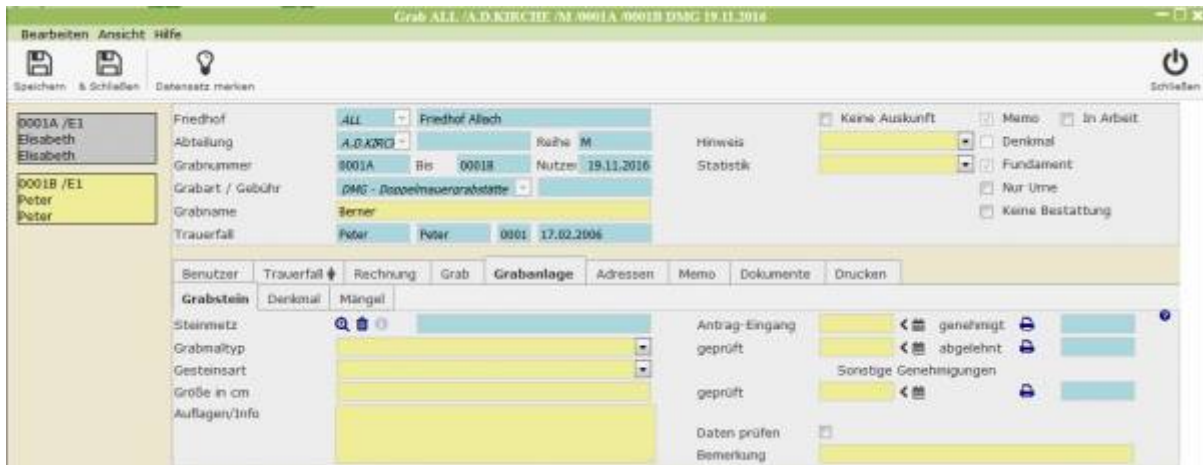 Grab ALL /A.D.KIRCHE /M /0001A /0001B DMG 19.11.2016
Bearbeiten Ansicht Hilfe
Speichern & Schließen Datensatz merken Schließen
0001A /E1
Elisabeth
Elisabeth
0001B /E1
Peter
Peter
Friedhof ALL Friedhof Allach Keine Auskunft Memo In Arbeit
Abteilung A.D.KIRCH Reihe M Hinweis Denkmal
Grabnummer 0001A Bis 0001B Nutzer 19.11.2016 Statistik Fundament
Grabart / Gebühr DMG - Doppelmauergrabstätte Nur Urne
Grabname Berner Keine Bestattung
Trauerfall Peter Peter 0001 17.02.2006
Benutzer Trauerfall Rechnung Grab Grabanlage Adressen Memo Dokumente Drucken
Grabstein Denkmal Mängel
Steinmetz Antrag-Eingang genehmigt
Grabmaltyp geprüft abgelehnt
Gesteinsart Sonstige Genehmigungen
Größe in cm geprüft
Auflagen/Info
Daten prüfen
Bemerkung